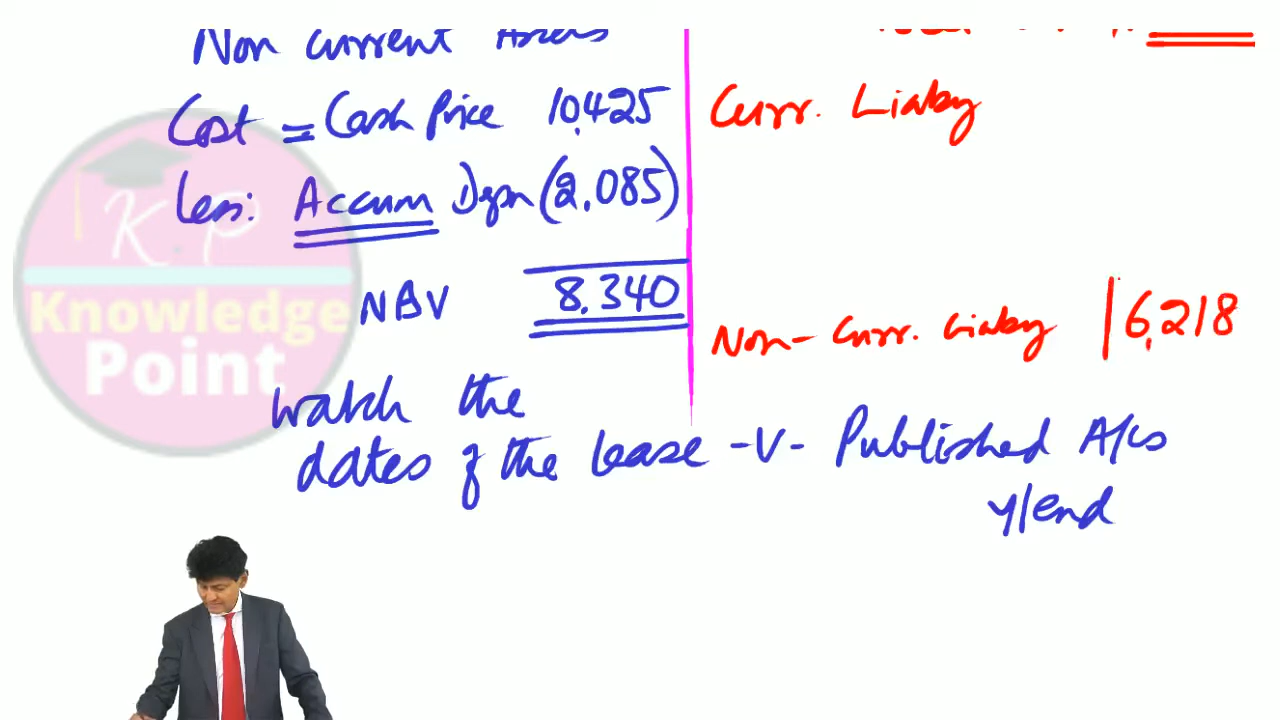 Non current Assets
Cost = Cash Price 10,425
Less: Accum Depn (2,085)
NBV 8,340
Curr. Liaby
Non-Curr. Liaby 6,218
watch the
dates of the lease -V- Published A/cs
y/end
K.P
Knowledge
Point